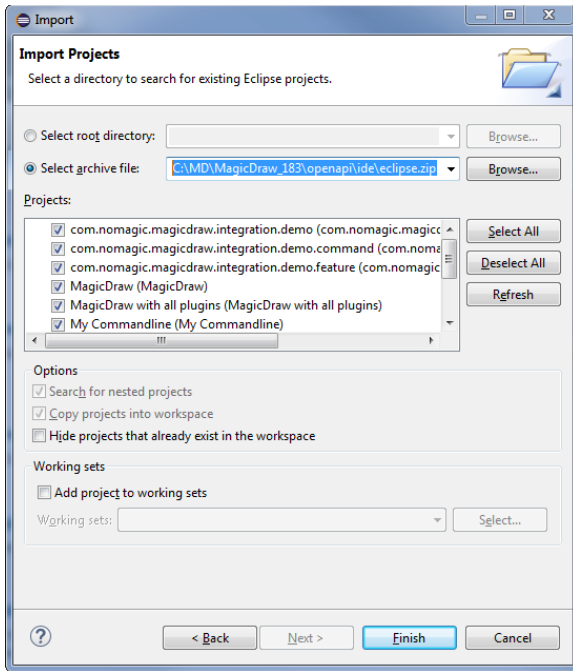 Import
Import Projects
Select a directory to search for existing Eclipse projects.
Select root directory:
Browse...
Select archive file:
C:\MD\MagicDraw_183\openapi\ide\eclipse.zip
Browse...
Projects:
com.nomagic.magicdraw.integration.demo (com.nomagic.magicd
Select All
com.nomagic.magicdraw.integration.demo.command (com.noma
com.nomagic.magicdraw.integration.demo.feature (com.nomagic
Deselect All
MagicDraw (MagicDraw)
Refresh
MagicDraw with all plugins (MagicDraw with all plugins)
My Commandline (My Commandline)
Options
Search for nested projects
Copy projects into workspace
Hide projects that already exist in the workspace
Working sets
Add project to working sets
Working sets:
Select...
?
< Back
Next >
Finish
Cancel